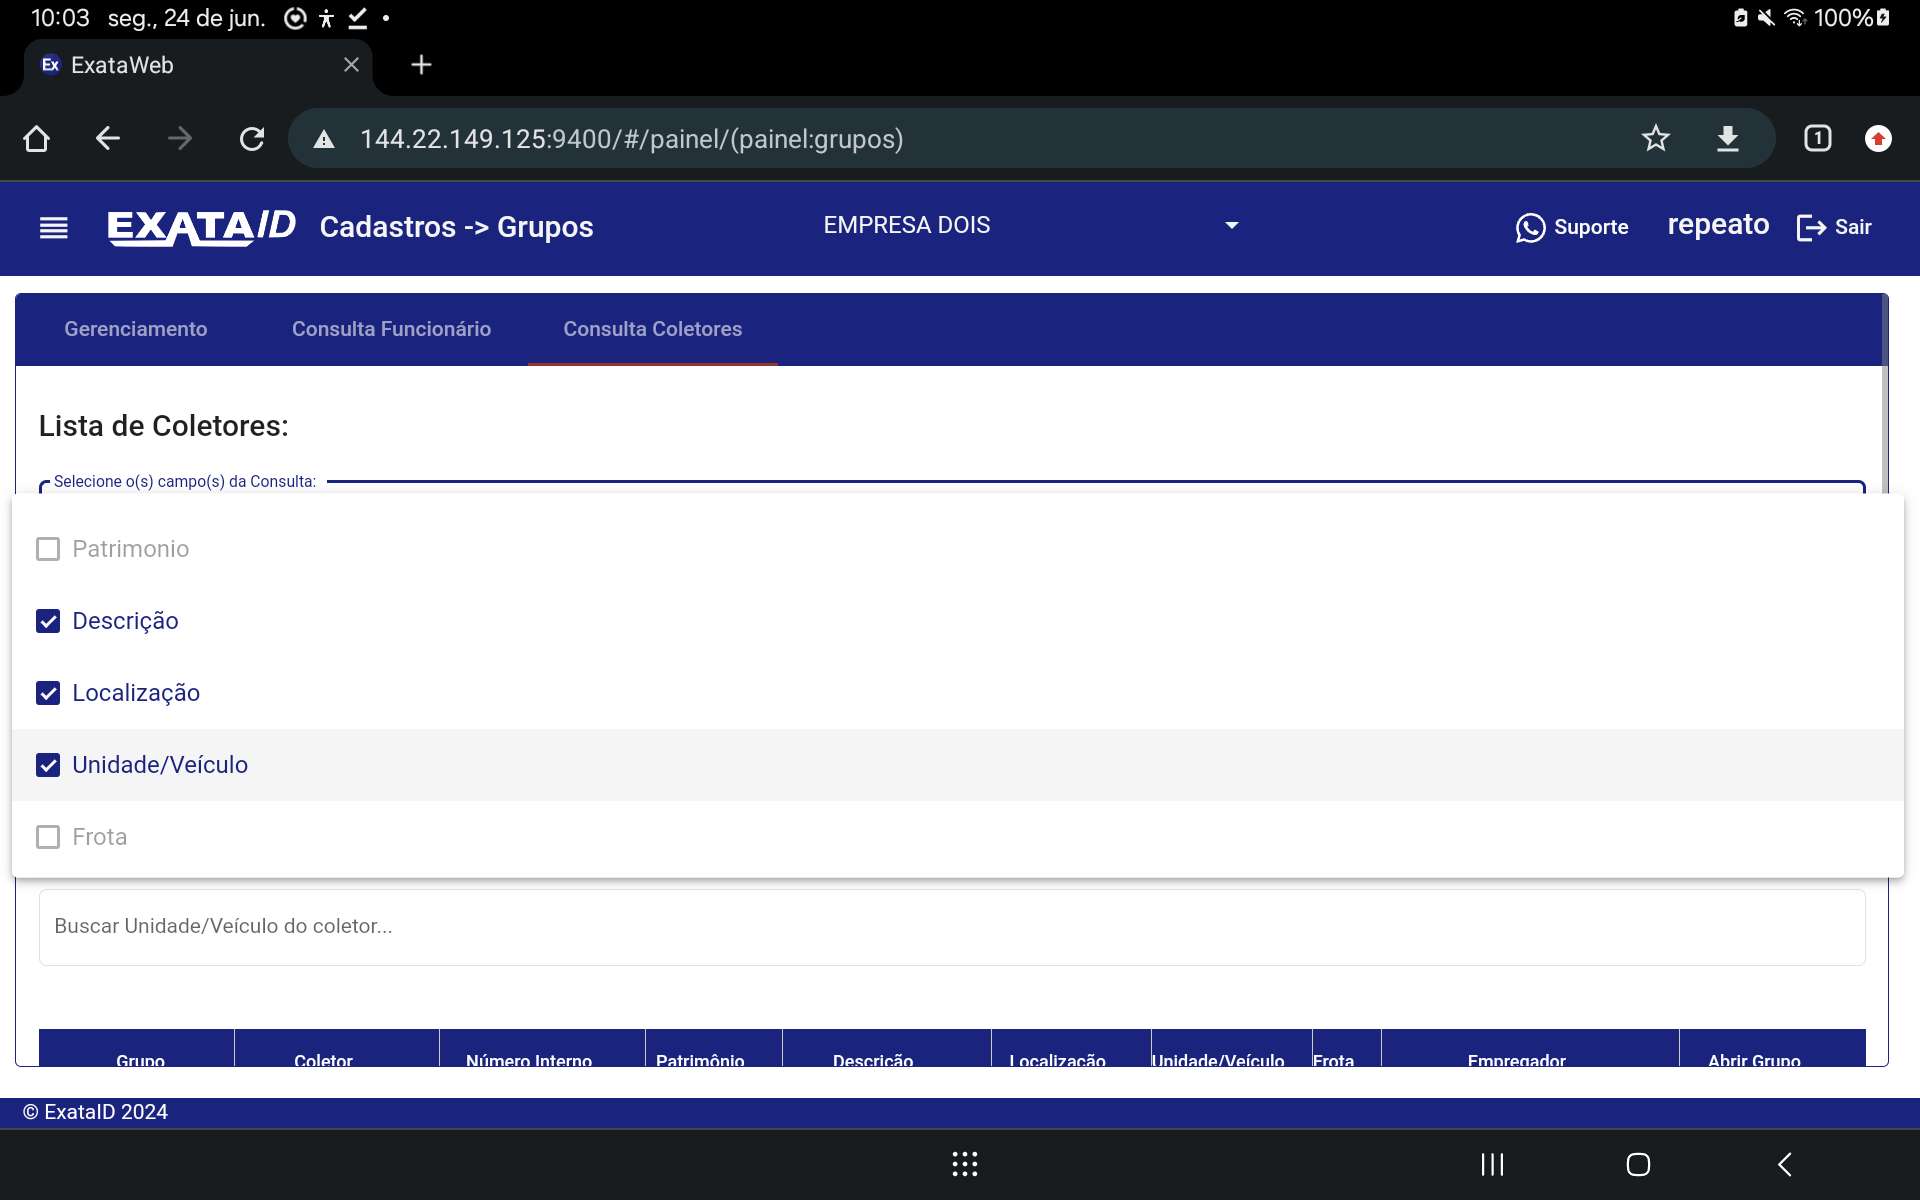 10:03 seg., 24 de jun.
100%
Ex ExataWeb
144.22.149.125:9400/#/painel/(painel:grupos)
1
EXATAID Cadastros -> Grupos
EMPRESA DOIS
Suporte
repeato
Sair
Gerenciamento
Consulta Funcionário
Consulta Coletores
Lista de Coletores:
Selecione o(s) campo(s) da Consulta:
Patrimonio
Descrição
Localização
Unidade/Veículo
Frota
Buscar Unidade/Veículo do coletor...
Grupo Coletor Número Interno Patrimônio Descrição Localização Unidade/Veículo Frota Empregador Abrir Grupo
© ExataID 2024